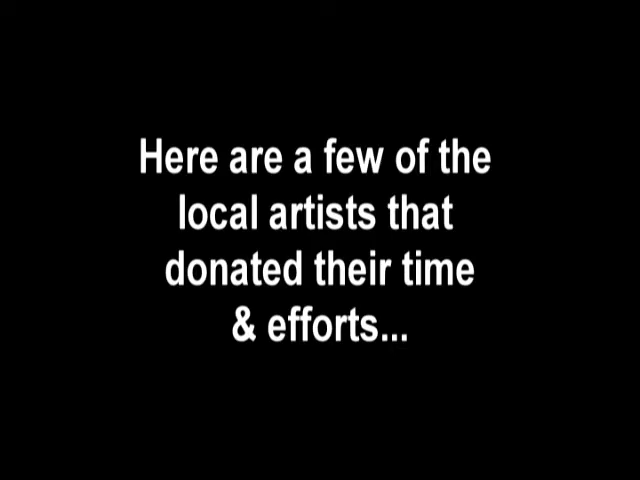 Here are a few of the
local artists that
donated their time
& efforts...